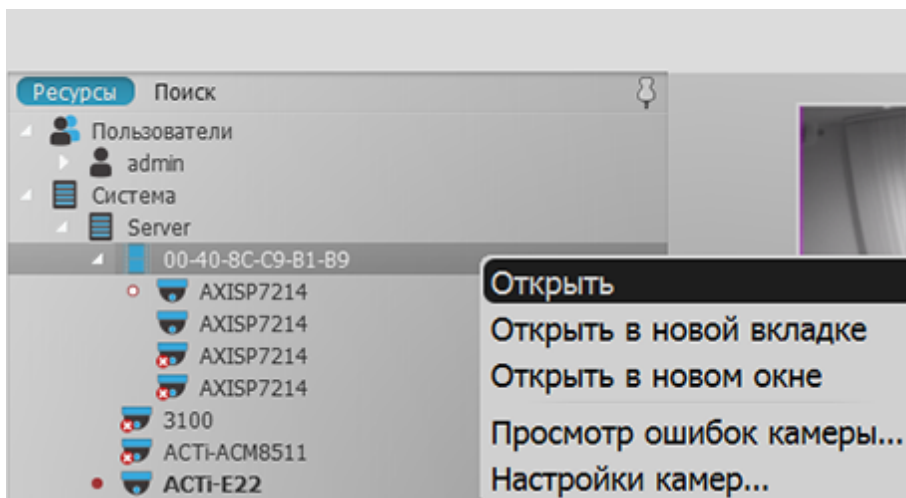 Ресурсы Поиск
Пользователи
admin
Система
Server
00-40-8C-C9-B1-B9
AXISP7214
AXISP7214
AXISP7214
AXISP7214
3100
ACTi-ACM8511
ACTi-E22
Открыть
Открыть в новой вкладке
Открыть в новом окне
Просмотр ошибок камеры...
Настройки камер...